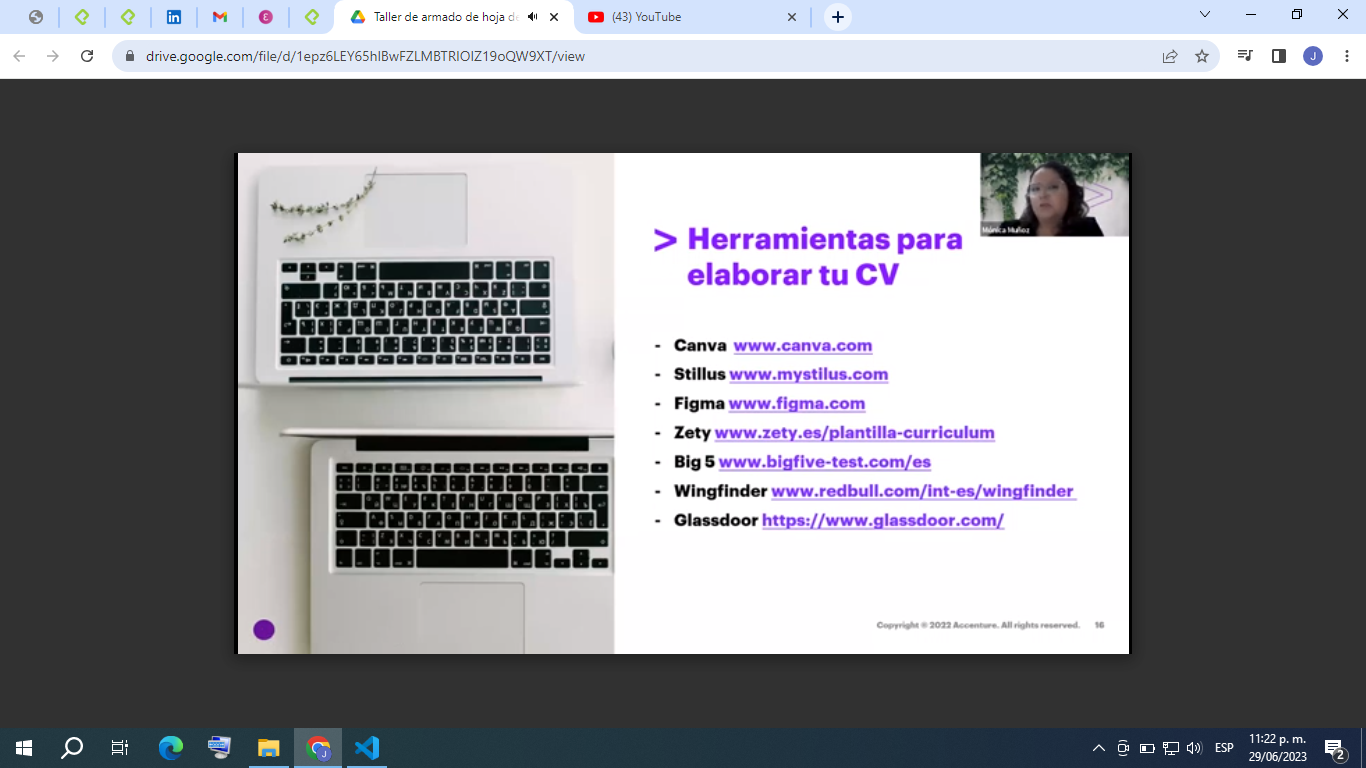 Taller de armado de hoja de
(43) YouTube
drive.google.com/file/d/1epz6LEY65hIBwFZLMBTRIOIZ19oQW9XT/view
J
> Herramientas para
elaborar tu CV
Mónica Muñoz
- Canva www.canva.com
- Stillus www.mystilus.com
- Figma www.figma.com
- Zety www.zety.es/plantilla-curriculum
- Big 5 www.bigfive-test.com/es
- Wingfinder www.redbull.com/int-es/wingfinder
- Glassdoor https://www.glassdoor.com/
Copyright © 2022 Accenture. All rights reserved. 16
ESP
11:22 p. m.
29/06/2023
2